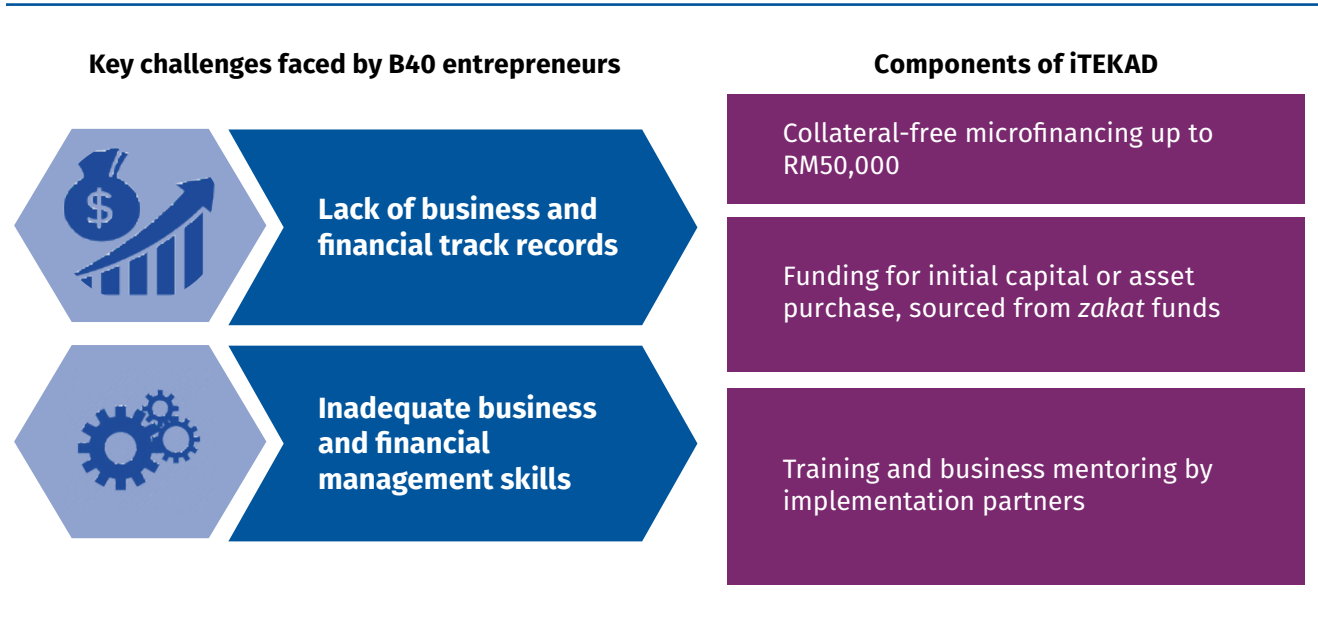 Key challenges faced by B40 entrepreneurs
Lack of business and
financial track records
Inadequate business
and financial
management skills
Components of iTEKAD
Collateral-free microfinancing up to
RM50,000
Funding for initial capital or asset
purchase, sourced from zakat funds
Training and business mentoring by
implementation partners
$